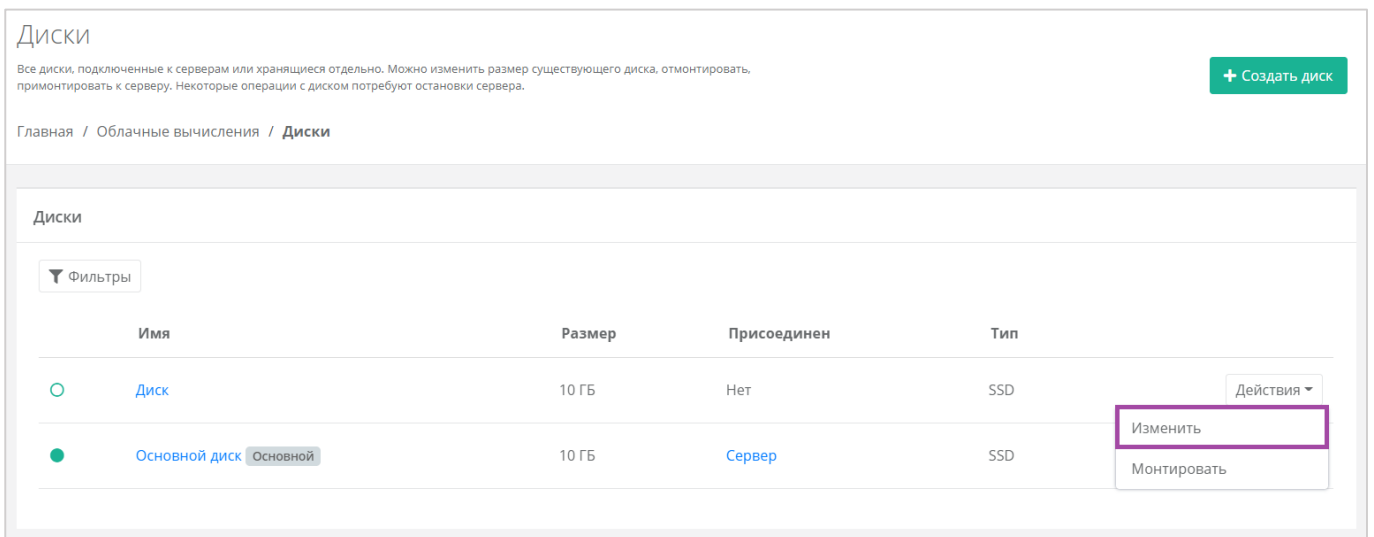 Диски
Все диски, подключенные к серверам или хранящиеся отдельно. Можно изменить размер существующего диска, отмонтировать,
примонтировать к серверу. Некоторые операции с диском потребуют остановки сервера.
Создать диск
Главная / Облачные вычисления / Диски
Диски
Фильтры
Имя Размер Присоединен Тип
Диск 10 ГБ Нет SSD Действия
Изменить
Основной диск Основной 10 ГБ Сервер SSD
Монтировать